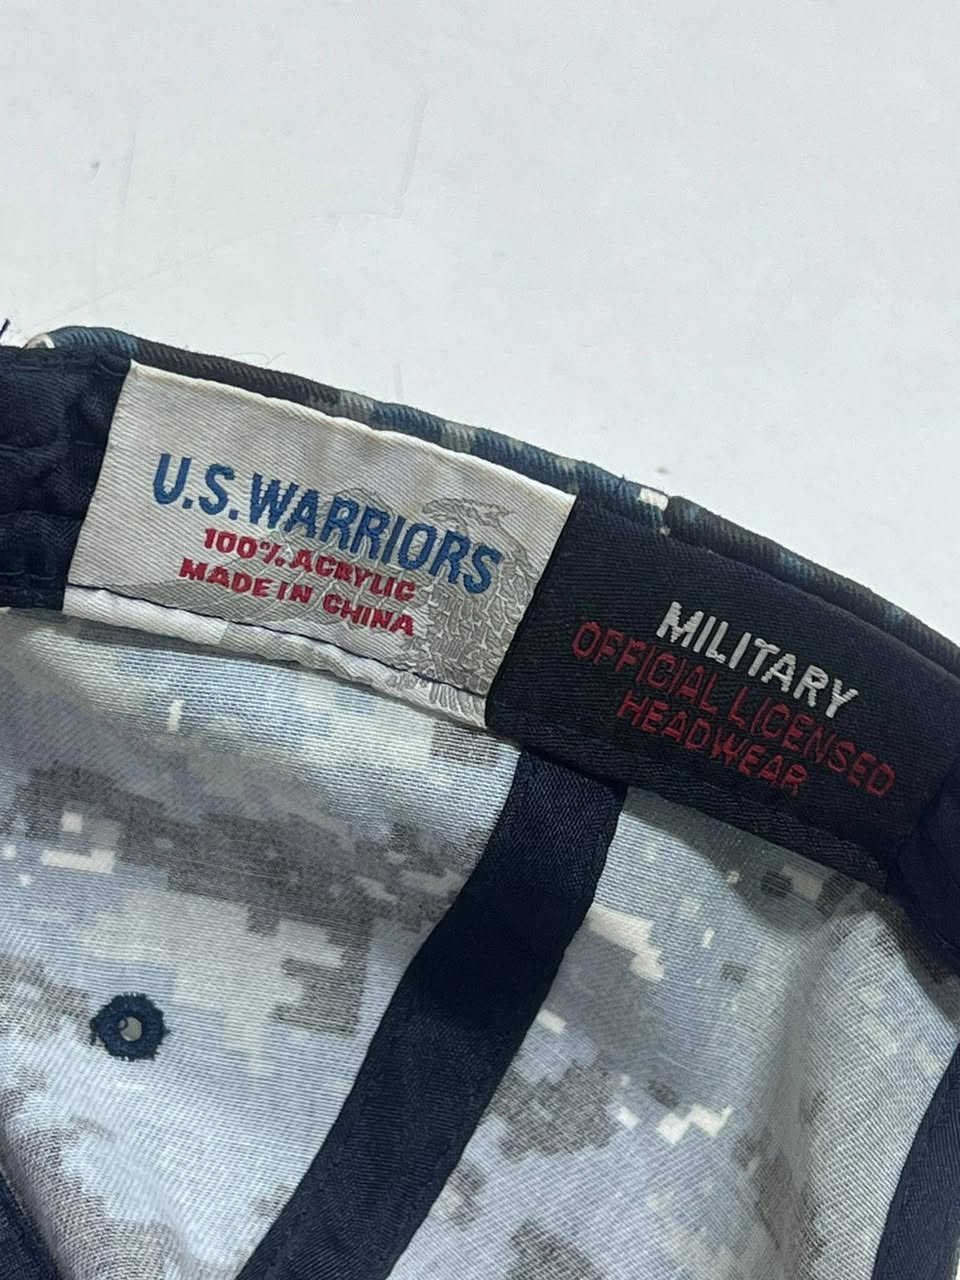 U.S.WARRIORS
100% ACRYLIC
MADE IN CHINA
MILITARY
OFFICIAL LICENSED
HEADWEAR